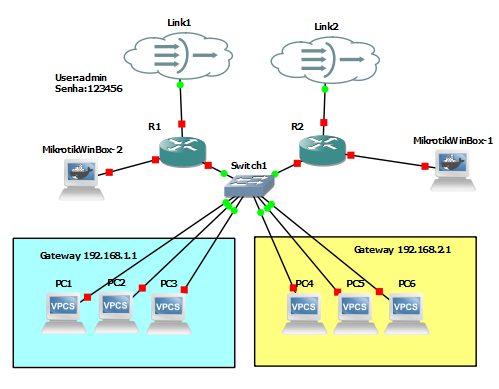 Link1
Link2
User:admin
Senha:123456
R1
R2
MikrotikWinBox-2
Switch1
MikrotikWinBox-1
Gateway 192.168.1.1
Gateway 192.168.2.1
PC1
PC2
PC3
PC4
PC5
PC6
VPCS
VPCS
VPCS
VPCS
VPCS
VPCS